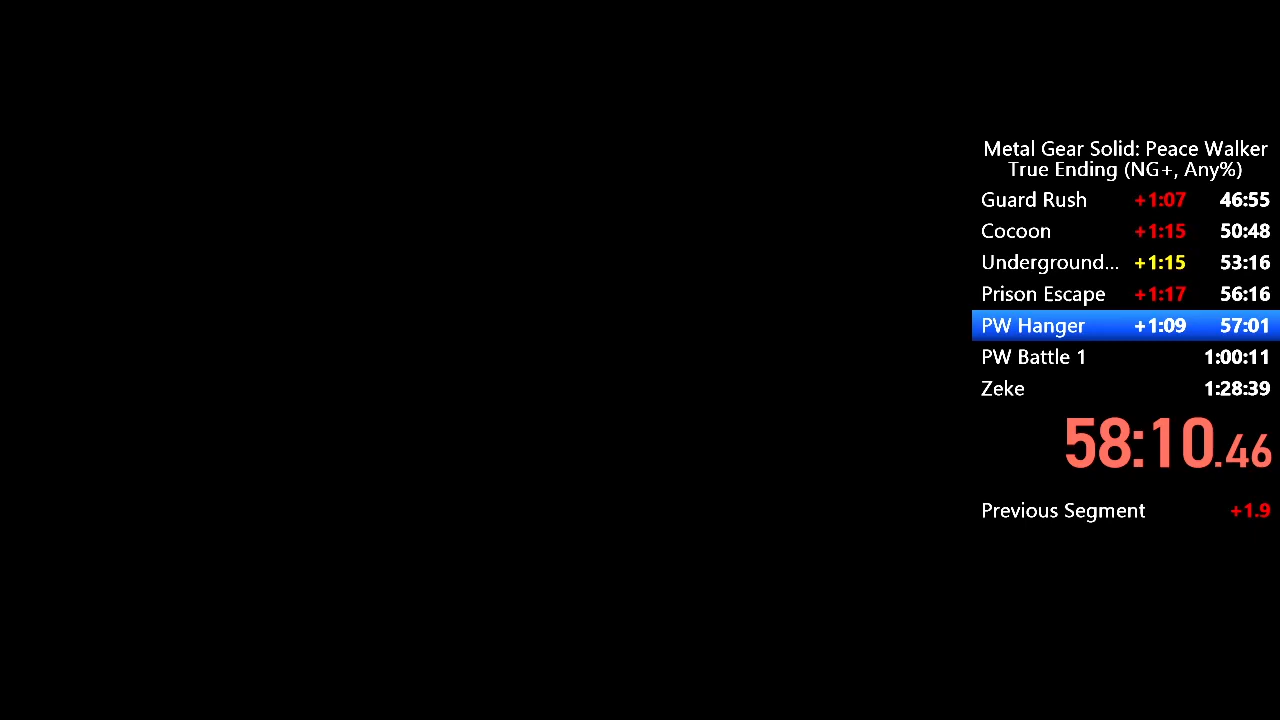 Metal Gear Solid: Peace Walker
True Ending (NG+, Any%)
Guard Rush +1:07 46:55
Cocoon +1:15 50:48
Underground... +1:15 53:16
Prison Escape +1:17 56:16
PW Hanger +1:09 57:01
PW Battle 1 1:00:11
Zeke 1:28:39
58:10.46
Previous Segment +1.9